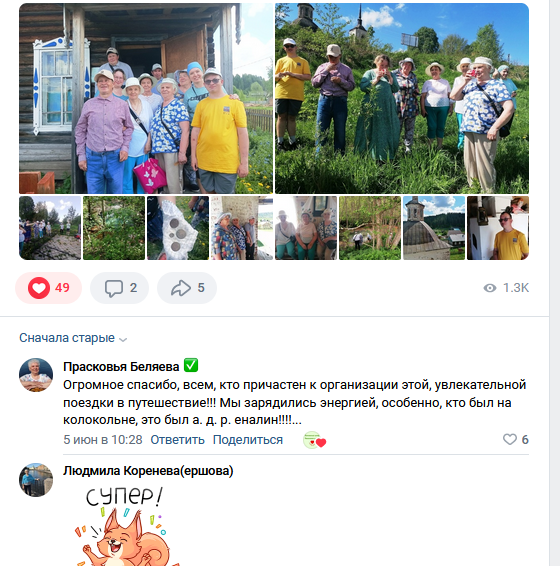 49
2
5
1.3K
Сначала старые
Прасковья Беляева
Огромное спасибо, всем, кто причастен к организации этой, увлекательной
поездки в путешествие!!! Мы зарядились энергией, особенно, кто был на
колокольне, это был а. д. р. еналин!!!!...
5 июн в 10:28 Ответить Поделиться
6
Людмила Коренева(ершова)
СУПЕР!